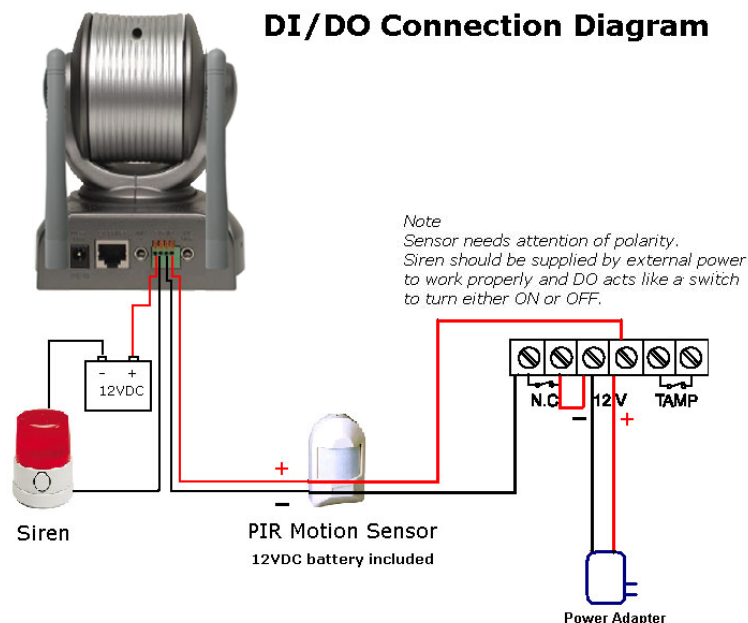 DI/DO Connection Diagram
Note
Sensor needs attention of polarity.
Siren should be supplied by external power
to work properly and DO acts like a switch
to turn either ON or OFF.
- +
12VDC
N.C
12V
TAMP
- +
+
-
Siren
PIR Motion Sensor
12VDC battery included
Power Adapter